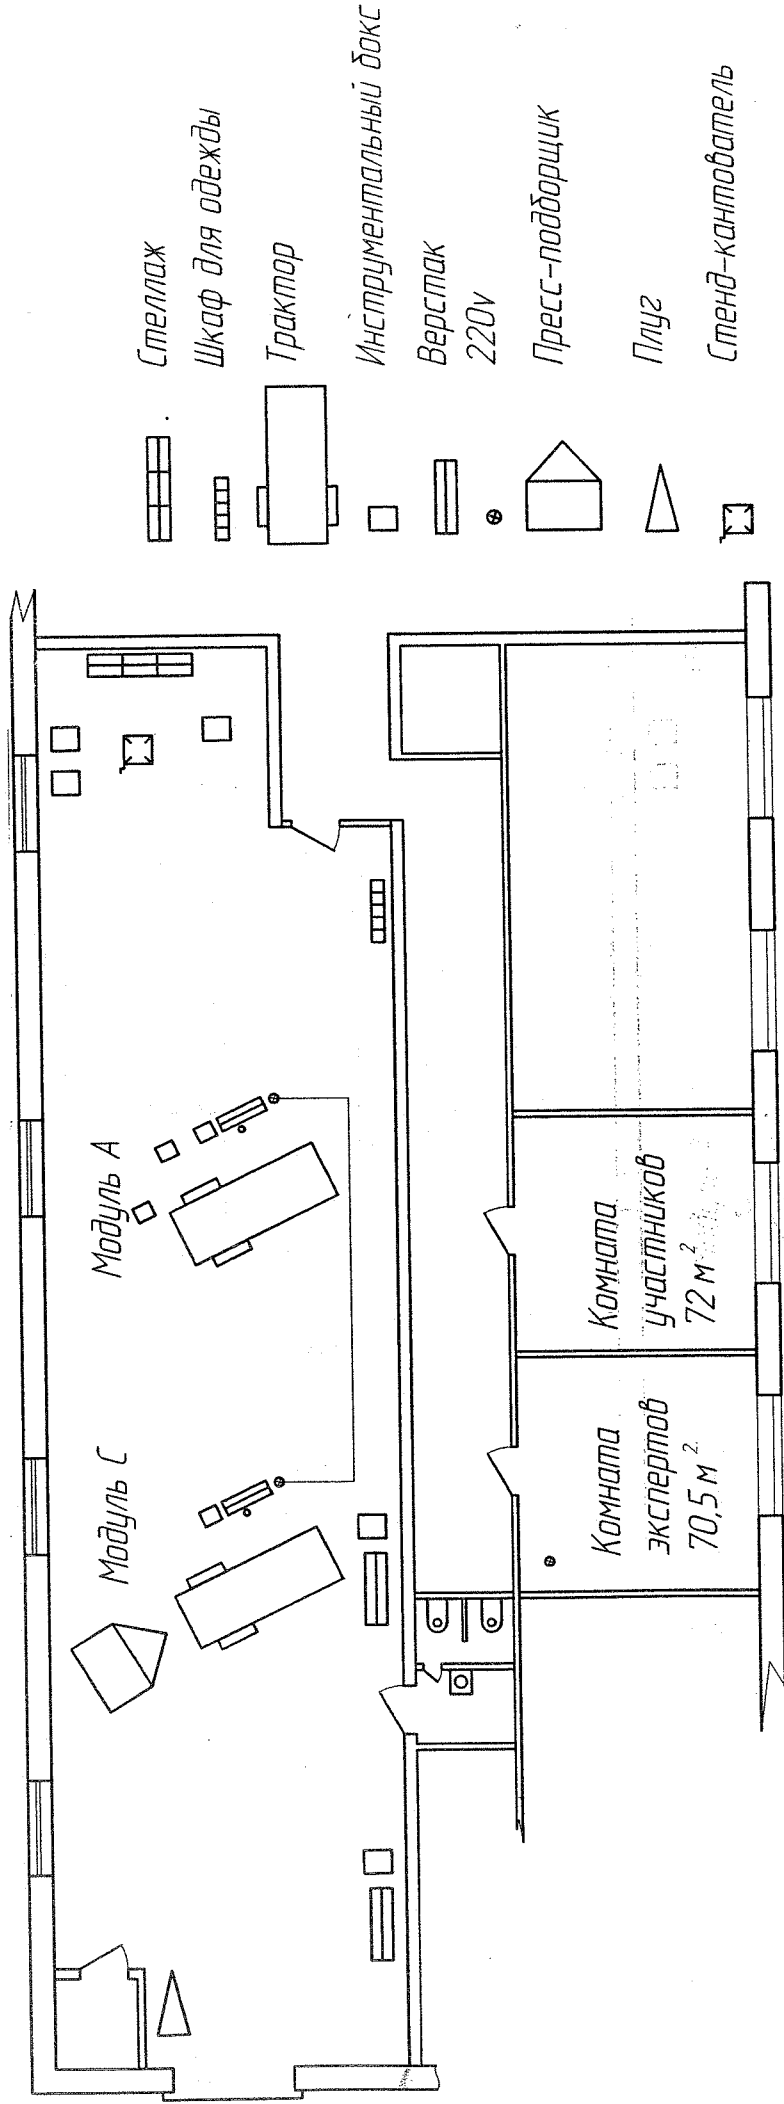 Модуль С
Модуль А
Комната
экспертов
70,5 м²
Комната
участников
72 м²
Стеллаж
Шкаф для одежды
Трактор
Инструментальный бокс
Верстак
220v
Пресс-подборщик
Плуг
Стенд-кантователь